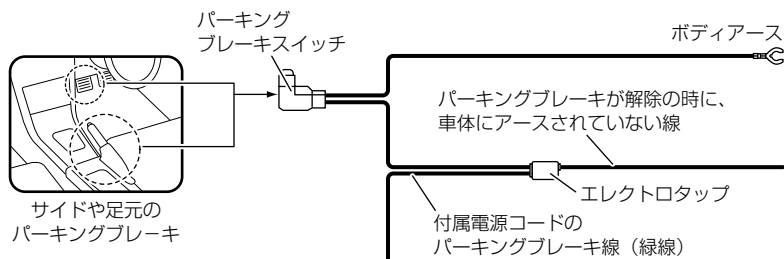 パーキング
ブレーキスイッチ
ボディアース
パーキングブレーキが解除の時に、
車体にアースされていない線
エレクトロタップ
サイドや足元の
パーキングブレーキ
付属電源コードの
パーキングブレーキ線（緑線）